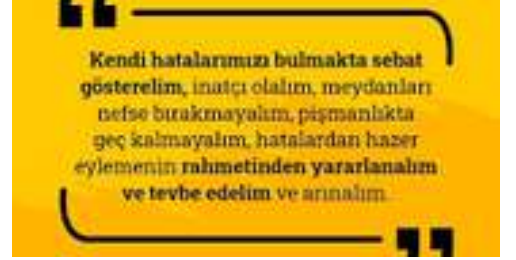 Kendi hatalarımızı bulmakta sebat
gösterelim, inatçı olalım, meydanları
nefse bırakmayalım, pişmanlıkta
geç kalmayalım, hatalardan hazer
eylemenin rahmetinden yararlanalım
ve tevbe edelim ve arınalım.